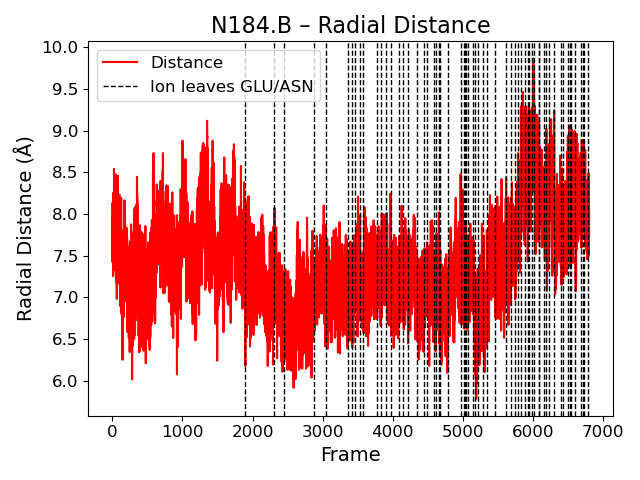 N184.B – Radial Distance
Distance
Ion leaves GLU/ASN
Radial Distance (Å)
10.0
9.5
9.0
8.5
8.0
7.5
7.0
6.5
6.0
0 1000 2000 3000 4000 5000 6000 7000
Frame